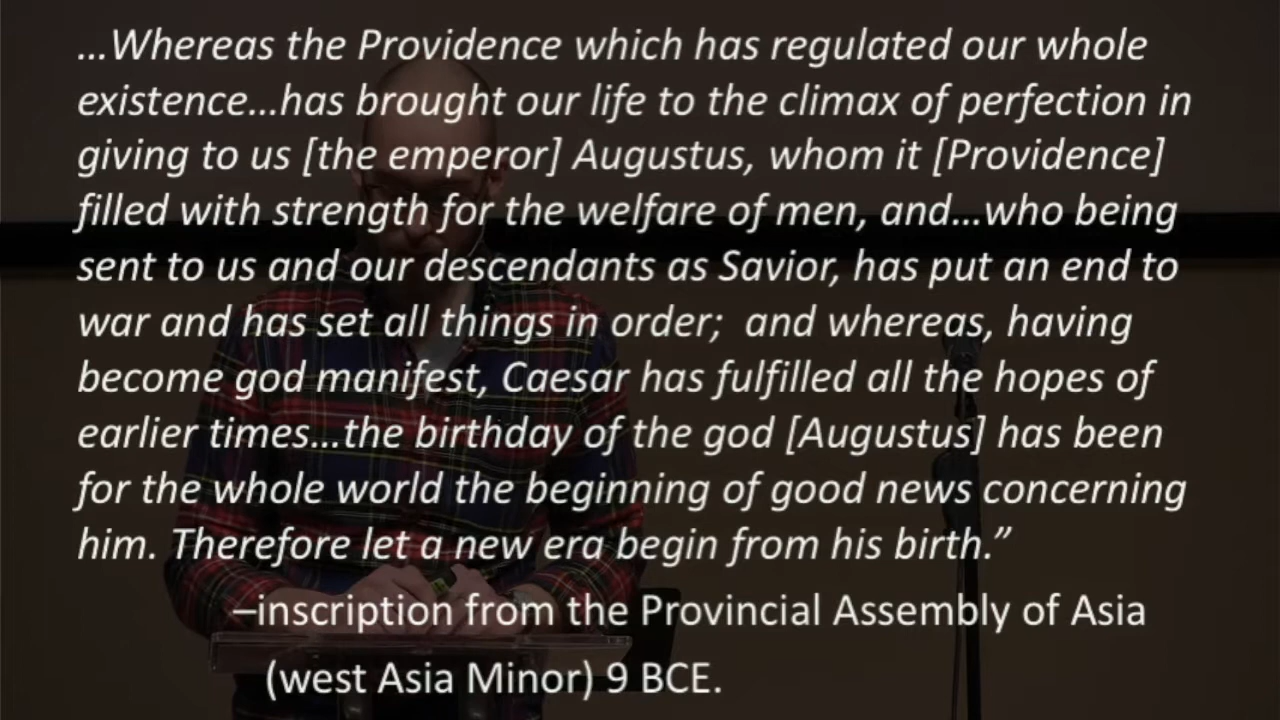 …Whereas the Providence which has regulated our whole
existence…has brought our life to the climax of perfection in
giving to us [the emperor] Augustus, whom it [Providence]
filled with strength for the welfare of men, and…who being
sent to us and our descendants as Savior, has put an end to
war and has set all things in order;  and whereas, having
become god manifest, Caesar has fulfilled all the hopes of
earlier times…the birthday of the god [Augustus] has been
for the whole world the beginning of good news concerning
him. Therefore let a new era begin from his birth.”
–inscription from the Provincial Assembly of Asia
(west Asia Minor) 9 BCE.